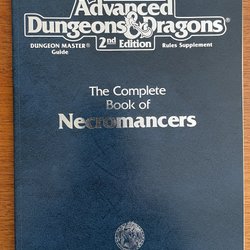 Advanced
Dungeons&Dragons®
2nd Edition
DUNGEON MASTER®
Guide
Rules Supplement
The Complete
Book of
Necromancers